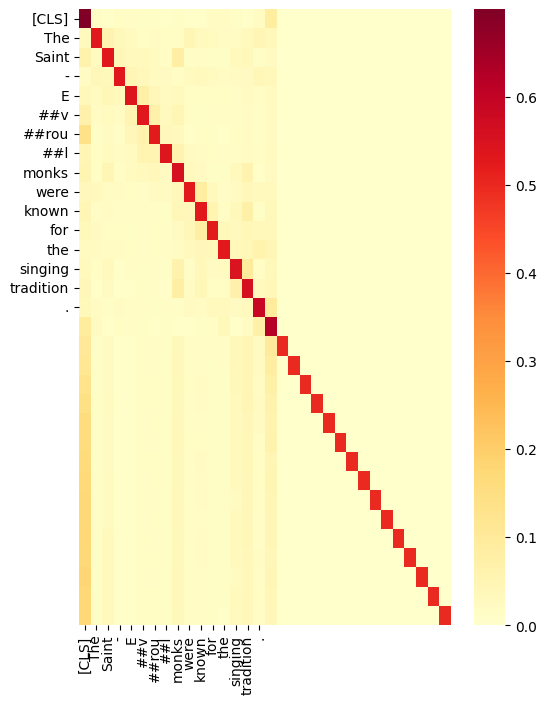 [CLS]
The
Saint
-
E
##v
##rou
##l
monks
were
known
for
the
singing
tradition
.
0.6
0.5
0.4
0.3
0.2
0.1
0.0
[CLS]
The
Saint
-
E
##v
##rou
##l
monks
were
known
for
the
singing
tradition
.